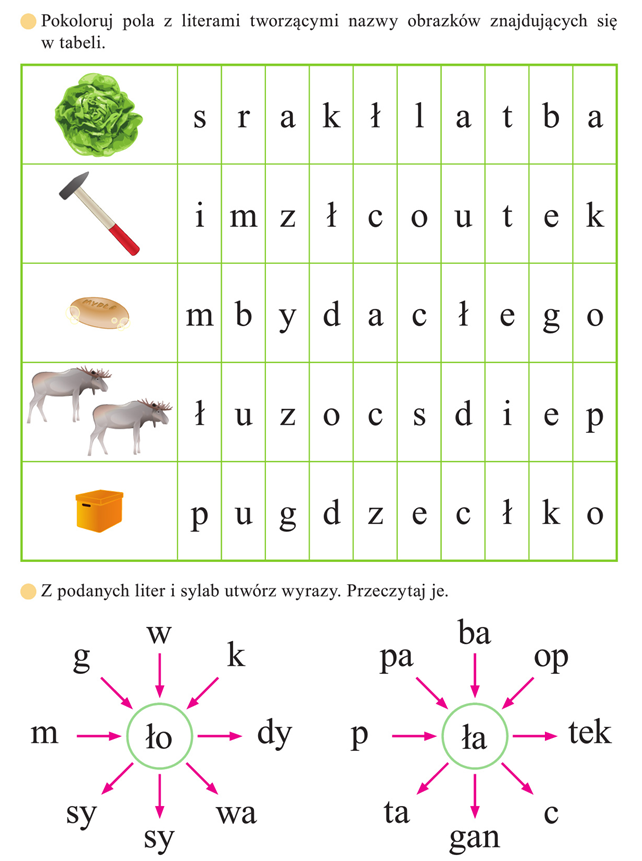 Pokoloruj pola z literami tworzącymi nazwy obrazków znajdujących się
w tabeli.
s r a k ł l a t b a
i m z ł c o u t e k
MYDŁO
m b y d a c ł e g o
ł u z o c s d i e p
p u g d z e c ł k o
Z podanych liter i sylab utwórz wyrazy. Przeczytaj je.
w
g k
m ło dy
sy wa
sy
ba
pa op
p ła tek
ta c
gan